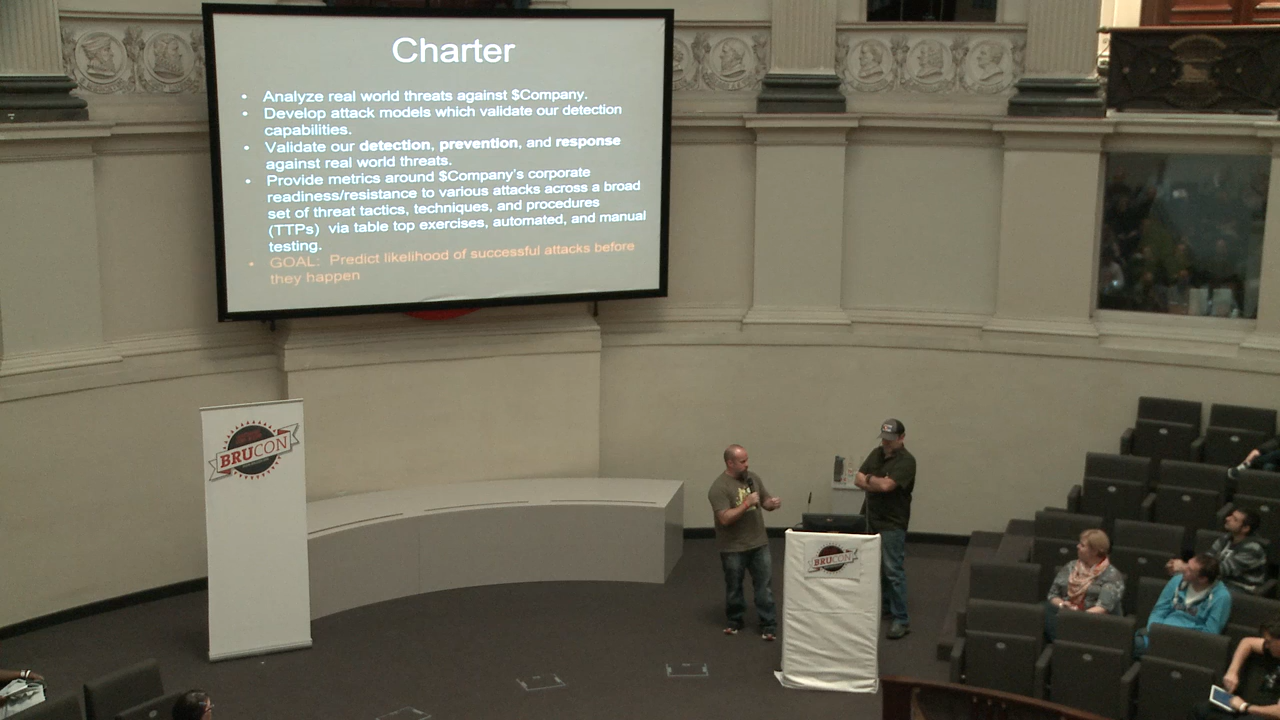 Charter
• Analyze real world threats against $Company.
• Develop attack models which validate our detection
capabilities.
• Validate our detection, prevention, and response
against real world threats.
• Provide metrics around $Company's corporate
readiness/resistance to various attacks across a broad
set of threat tactics, techniques, and procedures
(TTPs) via table top exercises, automated, and manual
testing.
• GOAL: Predict likelihood of successful attacks before
they happen
BRUCON
BRUCON